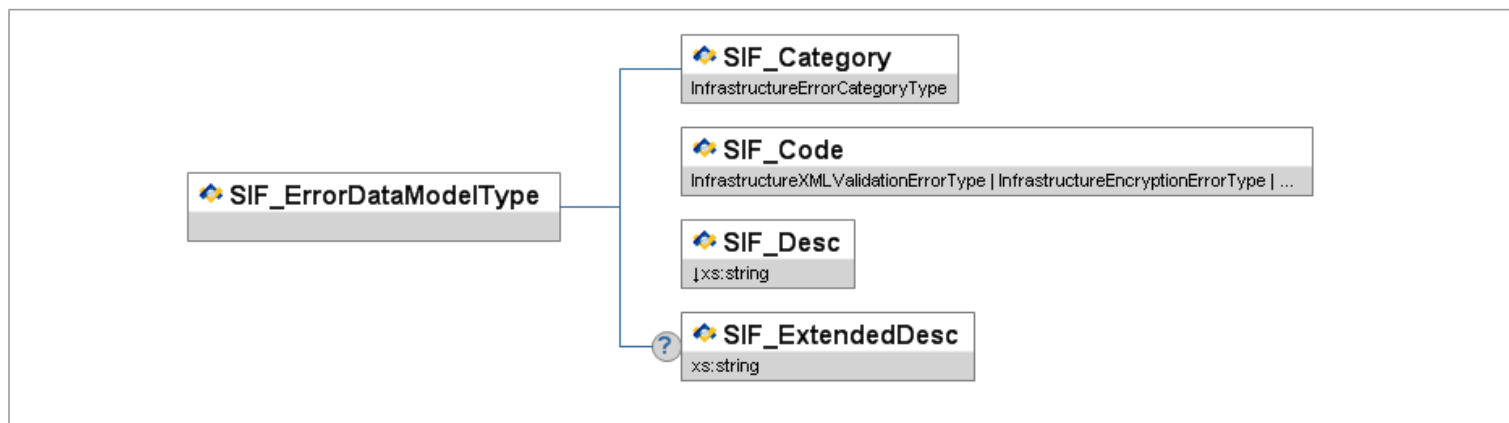 SIF_Category
InfrastructureErrorCategoryType
SIF_Code
InfrastructureXMLValidationErrorType | InfrastructureEncryptionErrorType | ...
SIF_ErrorDataModelType
SIF_Desc
↓xs:string
?
SIF_ExtendedDesc
xs:string